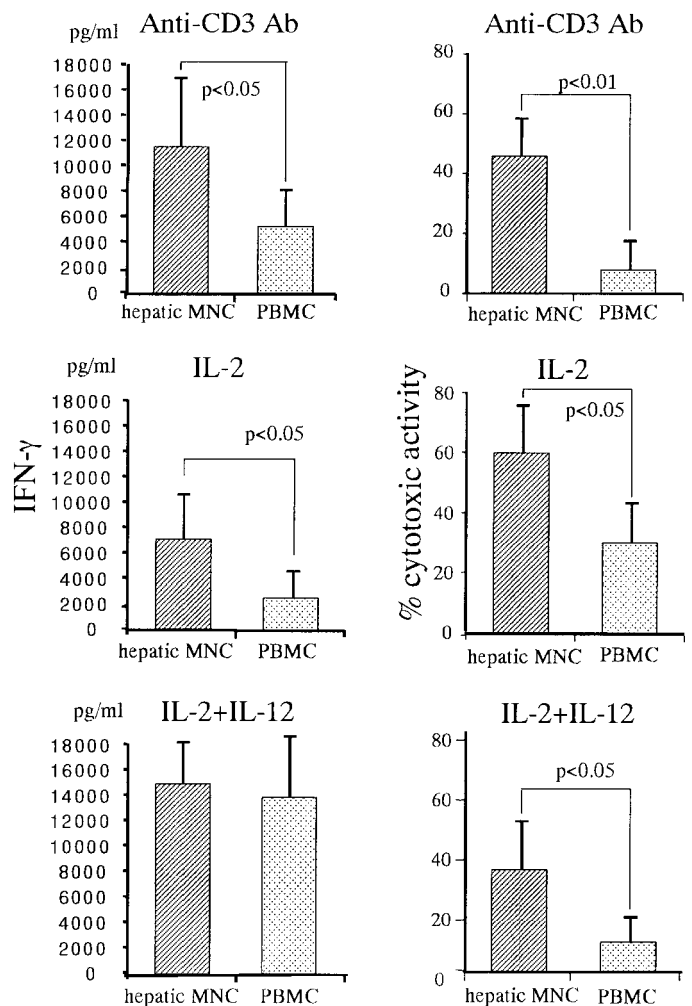 pg/ml
Anti-CD3 Ab
18000
16000
14000
12000
10000
8000
6000
4000
2000
0
p<0.05
hepatic MNC PBMC
Anti-CD3 Ab
80
60
40
20
0
p<0.01
hepatic MNC PBMC
pg/ml
IL-2
18000
16000
14000
12000
10000
8000
6000
4000
2000
0
p<0.05
hepatic MNC PBMC
IFN-γ
IL-2
80
60
40
20
0
p<0.05
hepatic MNC PBMC
% cytotoxic activity
pg/ml
IL-2+IL-12
18000
16000
14000
12000
10000
8000
6000
4000
2000
0
hepatic MNC PBMC
IL-2+IL-12
80
60
40
20
0
p<0.05
hepatic MNC PBMC